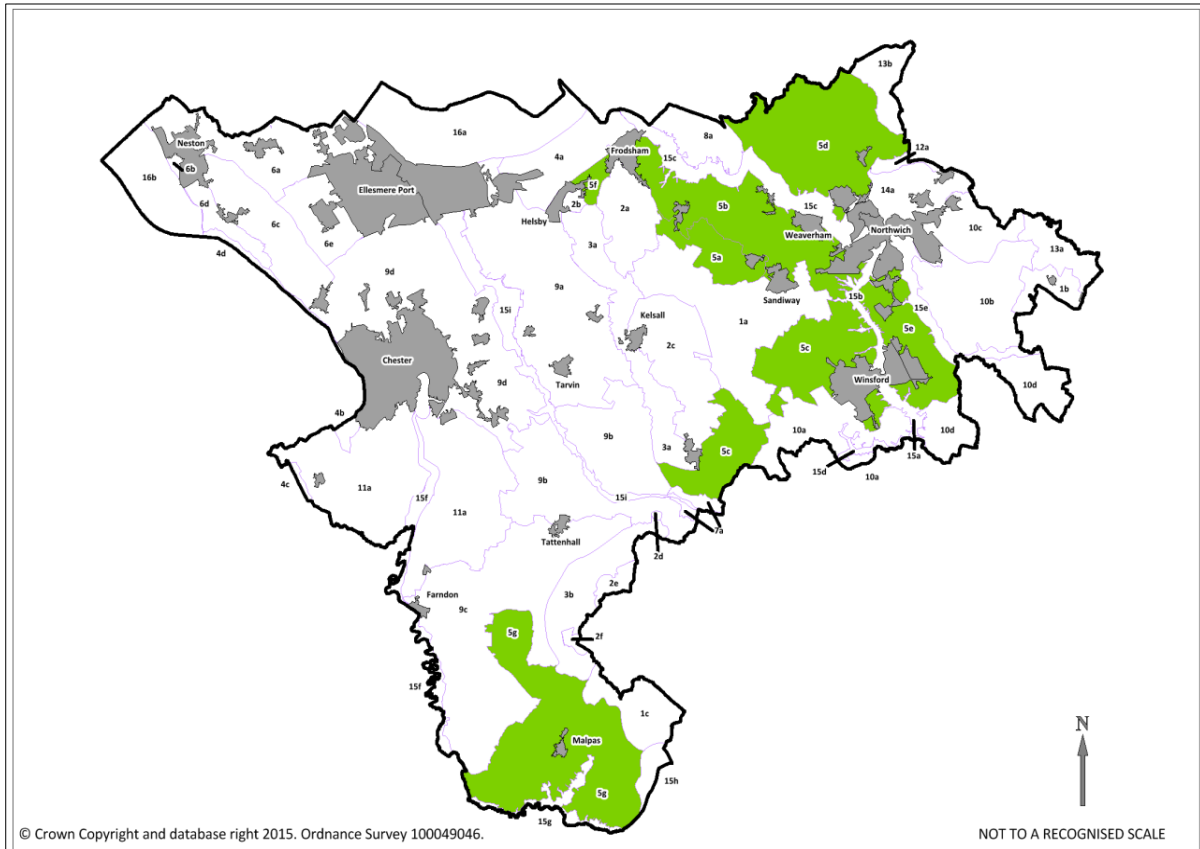 13b
16a
8a
Neston
5d
12a
Frodsham
4a
15c
16b
6b
6a
14a
5f
Ellesmere Port
2b
2a
5b
15c
6d
Helsby
6c
Weaverham
Northwich
10c
6e
3a
13a
4d
5a
9d
9a
Sandiway
15b
1b
10b
15i
15e
Kelsall
1a
5e
2c
5c
Chester
Tarvin
9d
Winsford
10d
4b
9b
10a
10d
3a
5c
15d
15a
4c
9b
10a
11a
15f
15i
11a
7a
Tattenhall
2d
2e
Farndon
3b
9c
5g
2f
15f
1c
N
Malpas
15h
5g
15g
© Crown Copyright and database right 2015. Ordnance Survey 100049046.
NOT TO A RECOGNISED SCALE